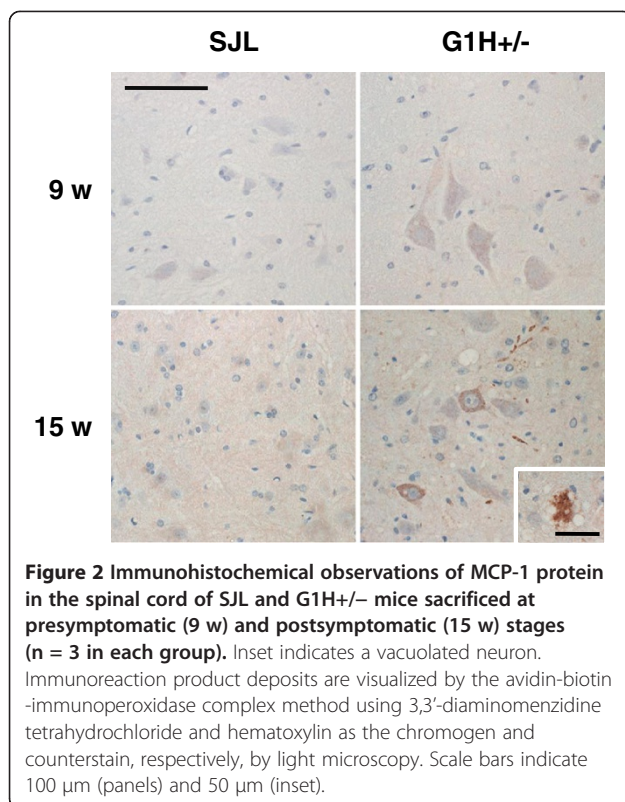 SJL G1H+/-
9 w
15 w
Figure 2 Immunohistochemical observations of MCP-1 protein
in the spinal cord of SJL and G1H+/− mice sacrificed at
presymptomatic (9 w) and postsymptomatic (15 w) stages
(n = 3 in each group). Inset indicates a vacuolated neuron.
Immunoreaction product deposits are visualized by the avidin-biotin
-immunoperoxidase complex method using 3,3’-diaminomenzidine
tetrahydrochloride and hematoxylin as the chromogen and
counterstain, respectively, by light microscopy. Scale bars indicate
100 μm (panels) and 50 μm (inset).